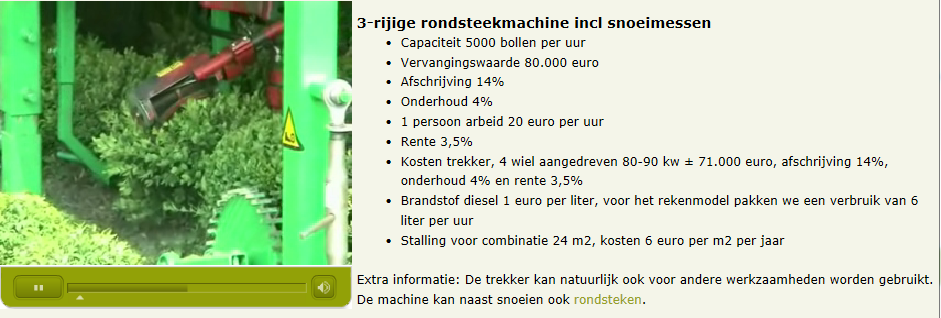 3-rijige rondsteekmachine incl snoeimessen
• Capaciteit 5000 bollen per uur
• Vervangingswaarde 80.000 euro
• Afschrijving 14%
• Onderhoud 4%
• 1 persoon arbeid 20 euro per uur
• Rente 3,5%
• Kosten trekker, 4 wiel aangedreven 80-90 kw ± 71.000 euro, afschrijving 14%,
onderhoud 4% en rente 3,5%
• Brandstof diesel 1 euro per liter, voor het rekenmodel pakken we een verbruik van 6
liter per uur
• Stalling voor combinatie 24 m2, kosten 6 euro per m2 per jaar
Extra informatie: De trekker kan natuurlijk ook voor andere werkzaamheden worden gebruikt.
De machine kan naast snoeien ook rondsteken.